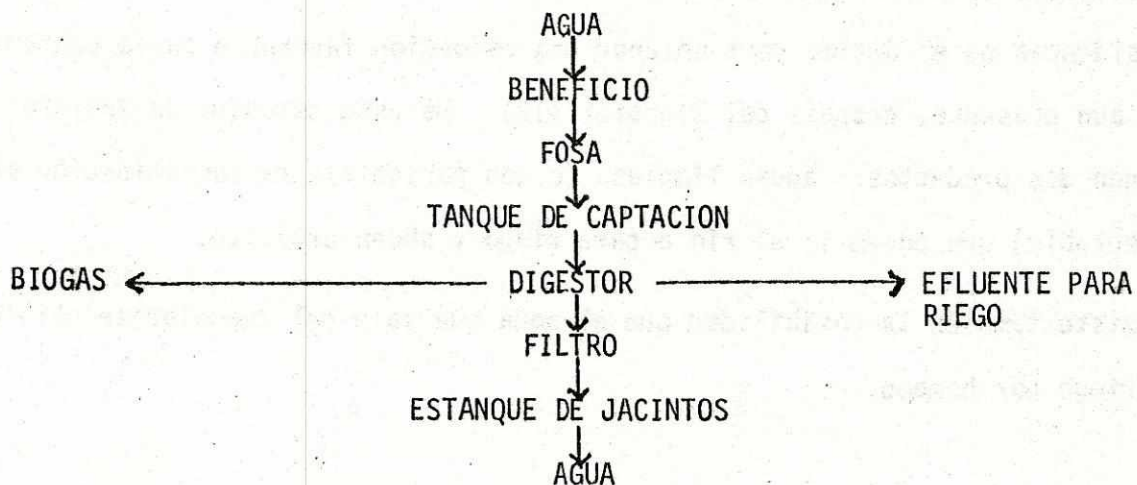 AGUA
BENEFICIO
FOSA
TANQUE DE CAPTACION
BIOGAS
DIGESTOR
EFLUENTE PARA
RIEGO
FILTRO
ESTANQUE DE JACINTOS
AGUA